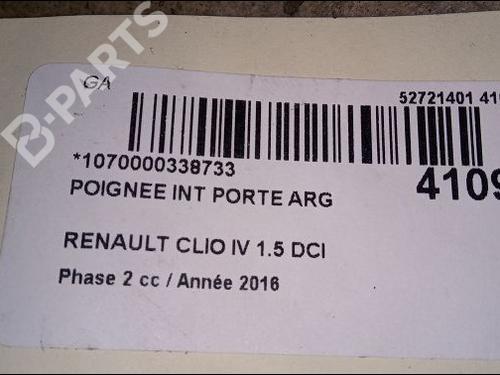 GA
B-PARTS
52721401 41
*1070000338733
4109
POIGNEE INT PORTE ARG
RENAULT CLIO IV 1.5 DCI
Phase 2 cc / Année 2016